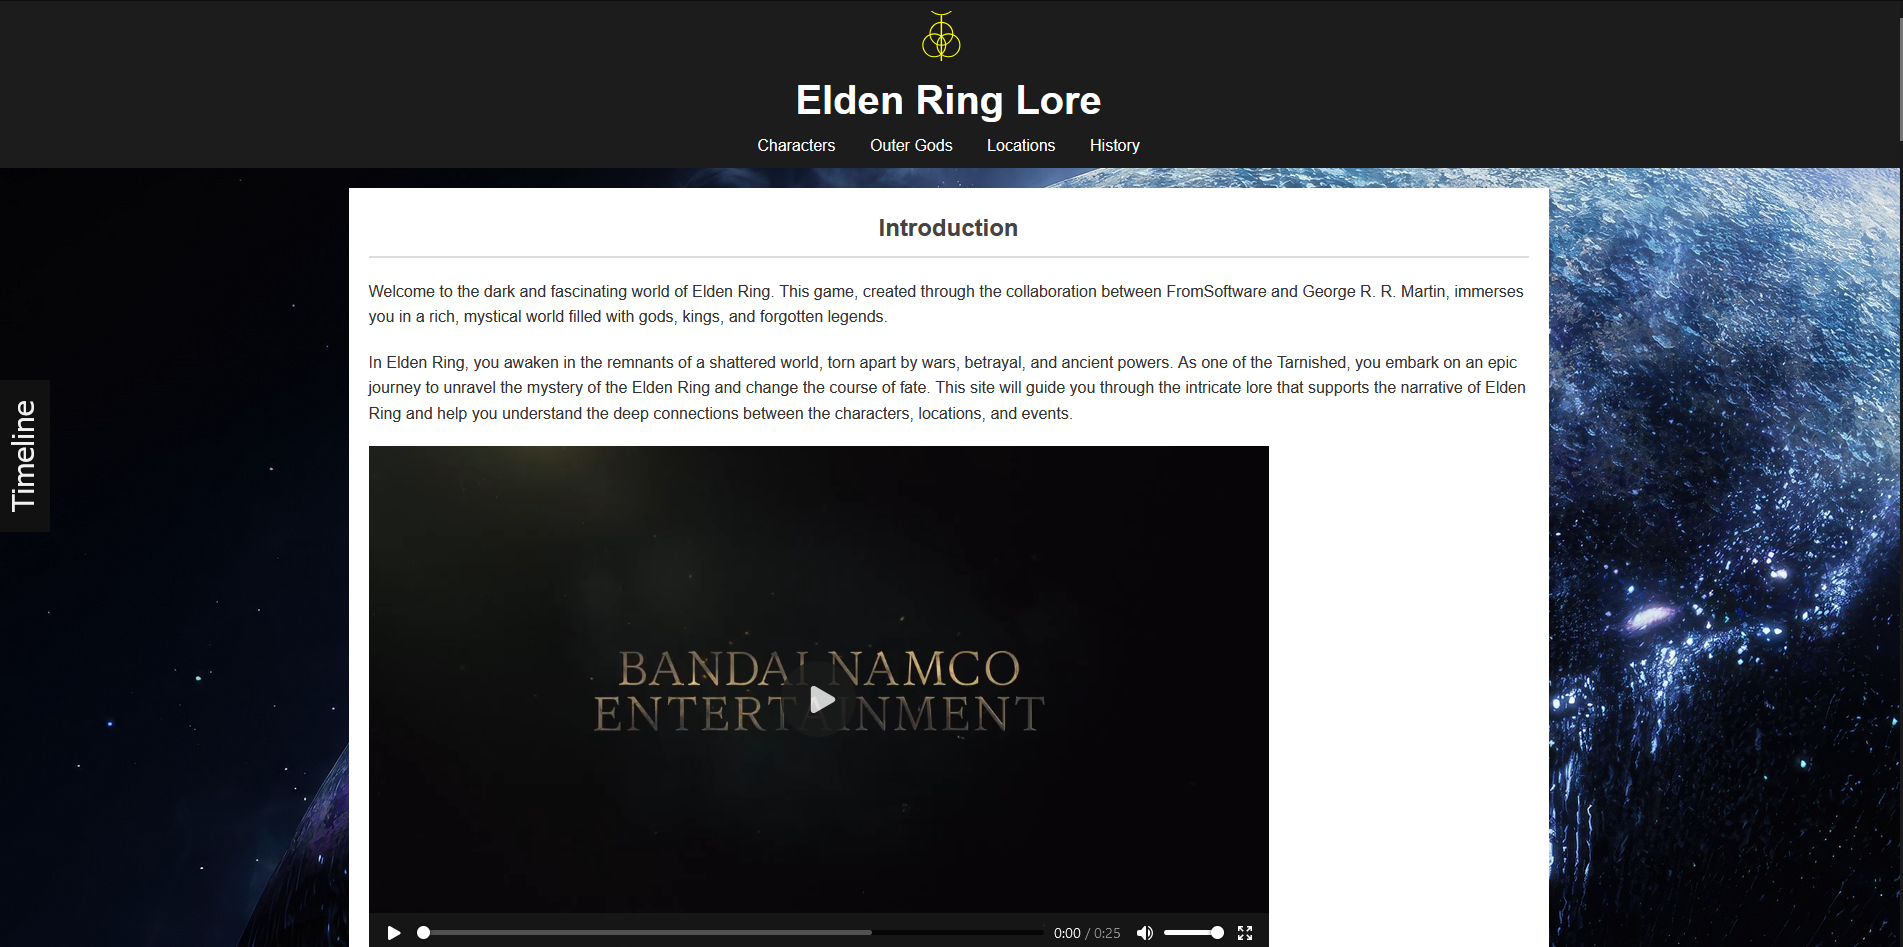 Elden Ring Lore
Characters Outer Gods Locations History
Introduction
Welcome to the dark and fascinating world of Elden Ring. This game, created through the collaboration between FromSoftware and George R. R. Martin, immerses
you in a rich, mystical world filled with gods, kings, and forgotten legends.
In Elden Ring, you awaken in the remnants of a shattered world, torn apart by wars, betrayal, and ancient powers. As one of the Tarnished, you embark on an epic
journey to unravel the mystery of the Elden Ring and change the course of fate. This site will guide you through the intricate lore that supports the narrative of Elden
Ring and help you understand the deep connections between the characters, locations, and events.
Timeline
BANDAI NAMCO
ENTERTAINMENT
0:00 / 0:25